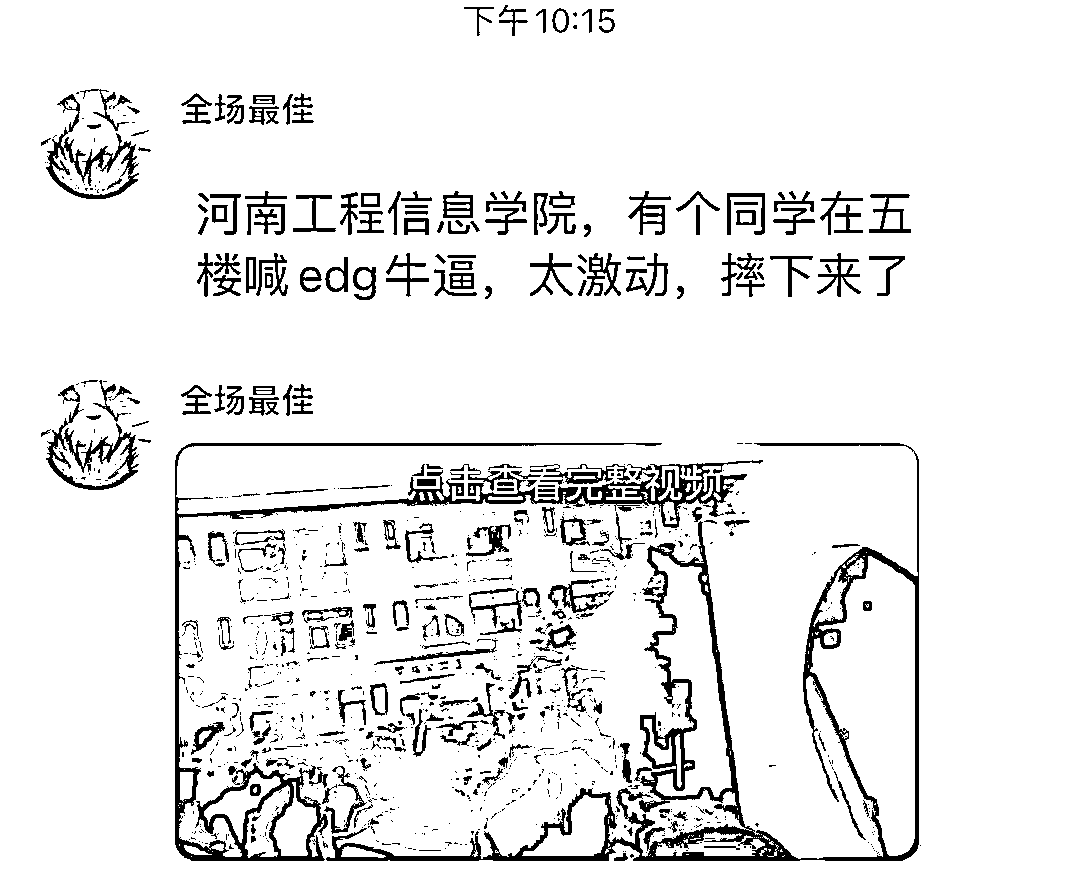 下午10:15
全场最佳
河南工程信息学院，有个同学在五
楼喊edg牛逼，太激动，摔下来了
全场最佳
点击查看完整视频